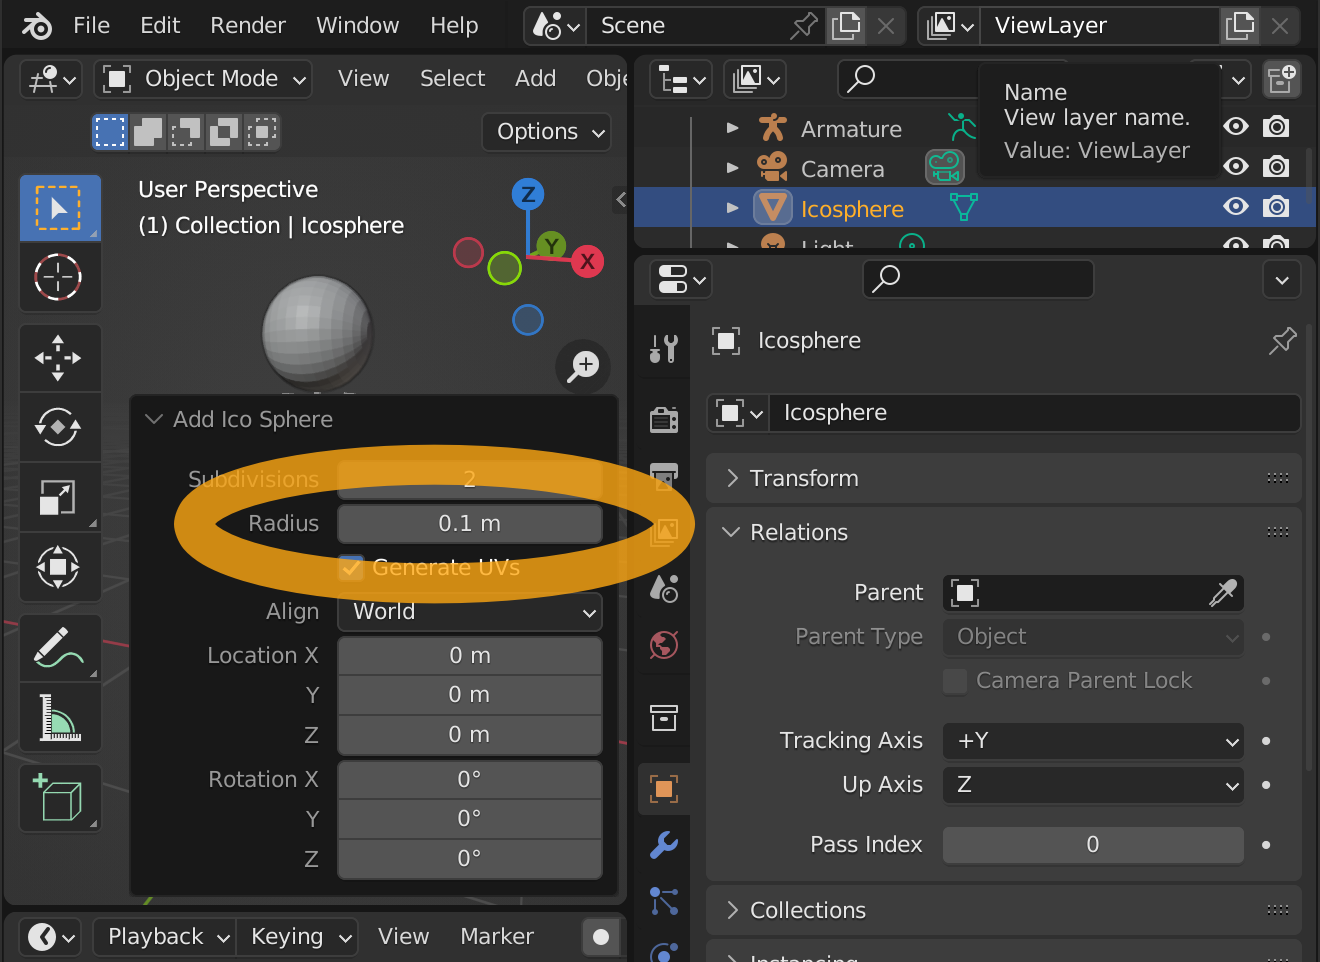 File Edit Render Window Help Scene ViewLayer
Object Mode View Select Add Obje
Options
User Perspective
(1) Collection | Icosphere
Z
Y
X
Name
View layer name.
Value: ViewLayer
Armature
Camera
Icosphere
Light
Add Ico Sphere
Subdivisions 2
Radius 0.1 m
Generate UVs
Align World
Location X 0 m
Y 0 m
Z 0 m
Rotation X 0°
Y 0°
Z 0°
Icosphere
Icosphere
Transform
Relations
Parent
Parent Type Object
Camera Parent Lock
Tracking Axis +Y
Up Axis Z
Pass Index 0
Collections
Instancing
Playback Keying View Marker